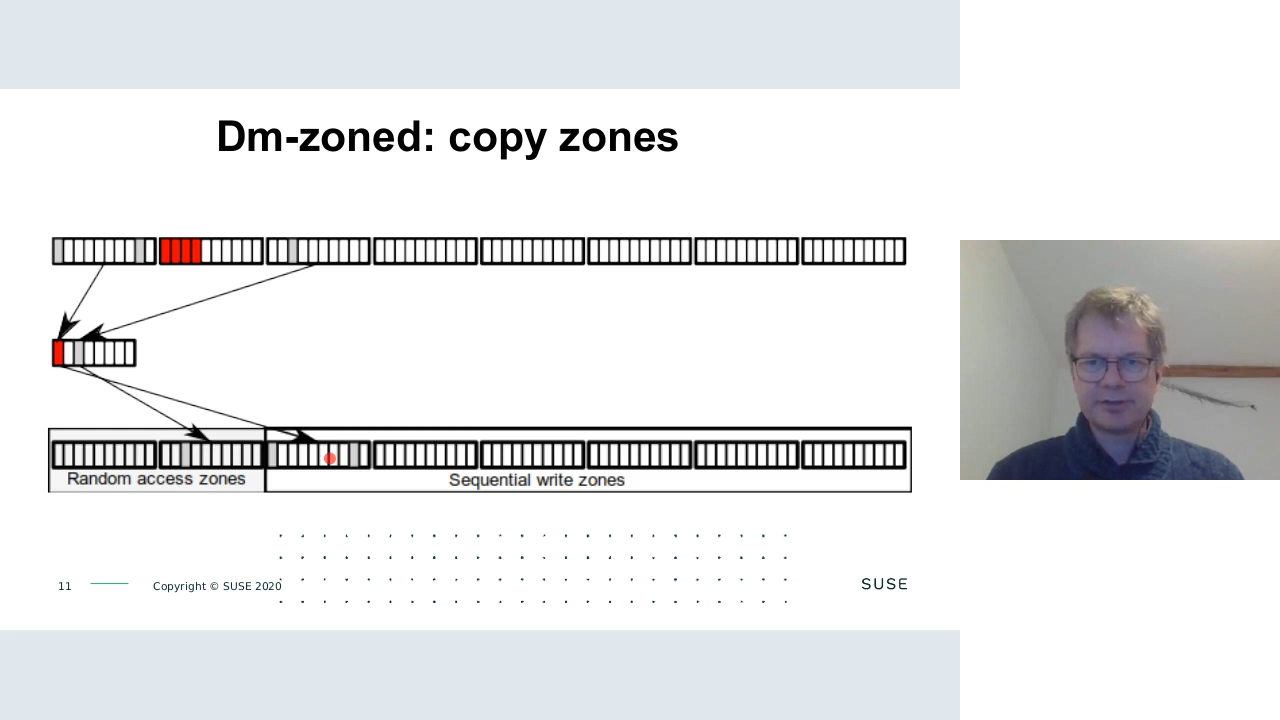 Dm-zoned: copy zones
Random access zones
Sequential write zones
11
Copyright © SUSE 2020
SUSE